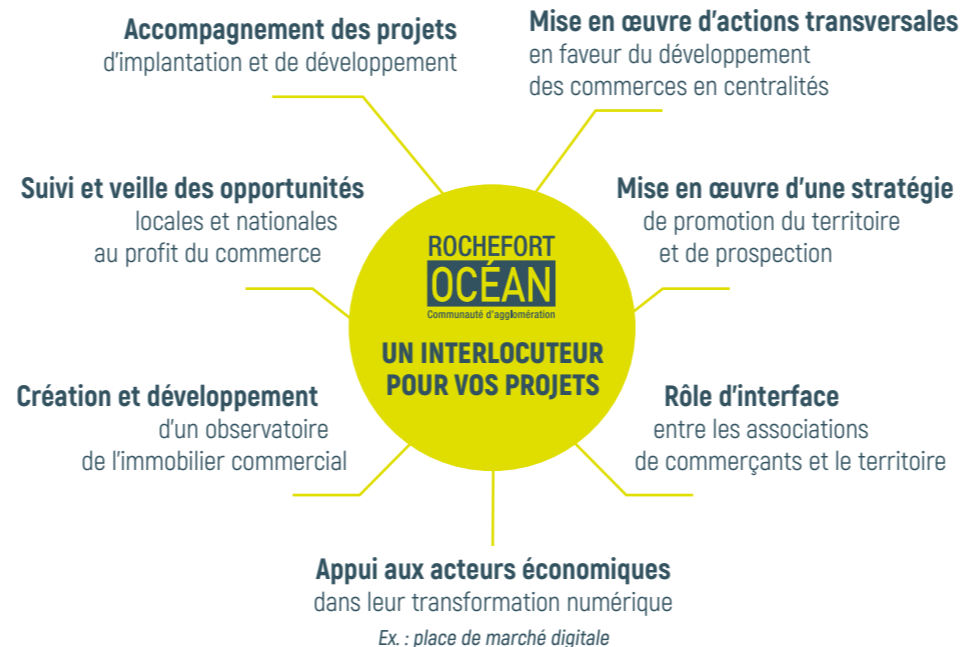 Accompagnement des projets
d'implantation et de développement
Mise en œuvre d'actions transversales
en faveur du développement
des commerces en centralités
Suivi et veille des opportunités
locales et nationales
au profit du commerce
Mise en œuvre d'une stratégie
de promotion du territoire
et de prospection
ROCHEFORT
OCÉAN
Communauté d'agglomération
UN INTERLOCUTEUR
POUR VOS PROJETS
Création et développement
d'un observatoire
de l'immobilier commercial
Rôle d'interface
entre les associations
de commerçants et le territoire
Appui aux acteurs économiques
dans leur transformation numérique
Ex. : place de marché digitale